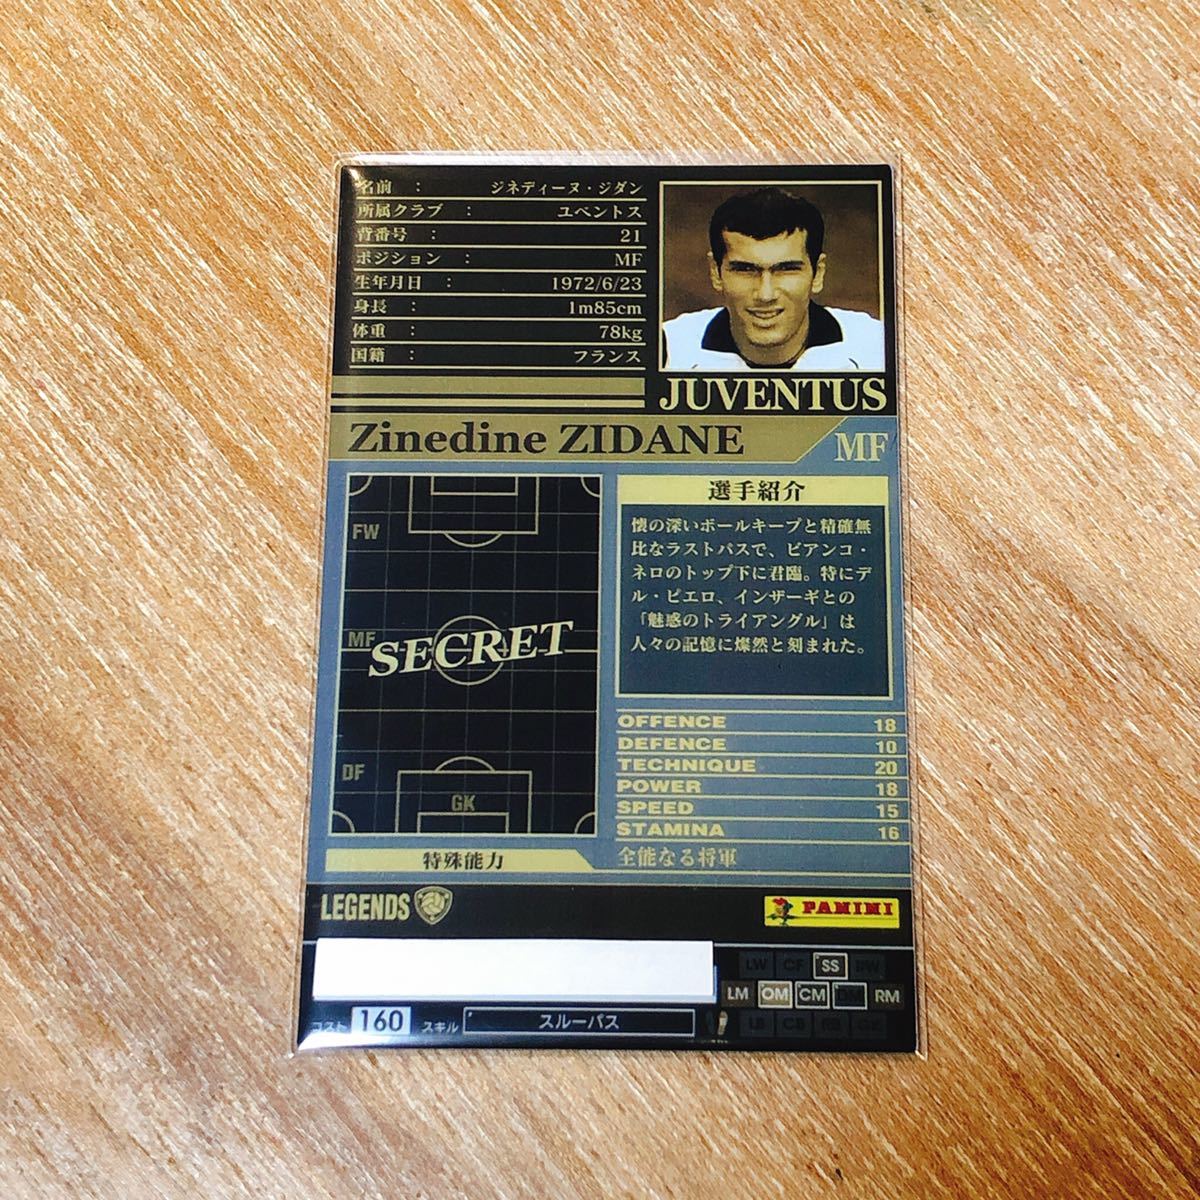 名前 : ジネディーヌ・ジダン
所属クラブ : ユベントス
背番号 : 21
ポジション : MF
生年月日 : 1972/6/23
身長 : 1m85cm
体重 : 78kg
国籍 : フランス
JUVENTUS
Zinedine ZIDANE
MF
FW
MF
SECRET
DF
GK
選手紹介
懐の深いボールキープと精確無
比なラストパスで、ビアンコ・
ネロのトップ下に君臨。特にデ
ル・ピエロ、インザーギとの
「魅惑のトライアングル」は
人々の記憶に燦然と刻まれた。
OFFENCE 18
DEFENCE 10
TECHNIQUE 20
POWER 18
SPEED 15
STAMINA 16
特殊能力 全能なる将軍
LEGENDS
PANINI
LW CF SS RW
LM OM CM RM
コスト 160 スキル スルーパス